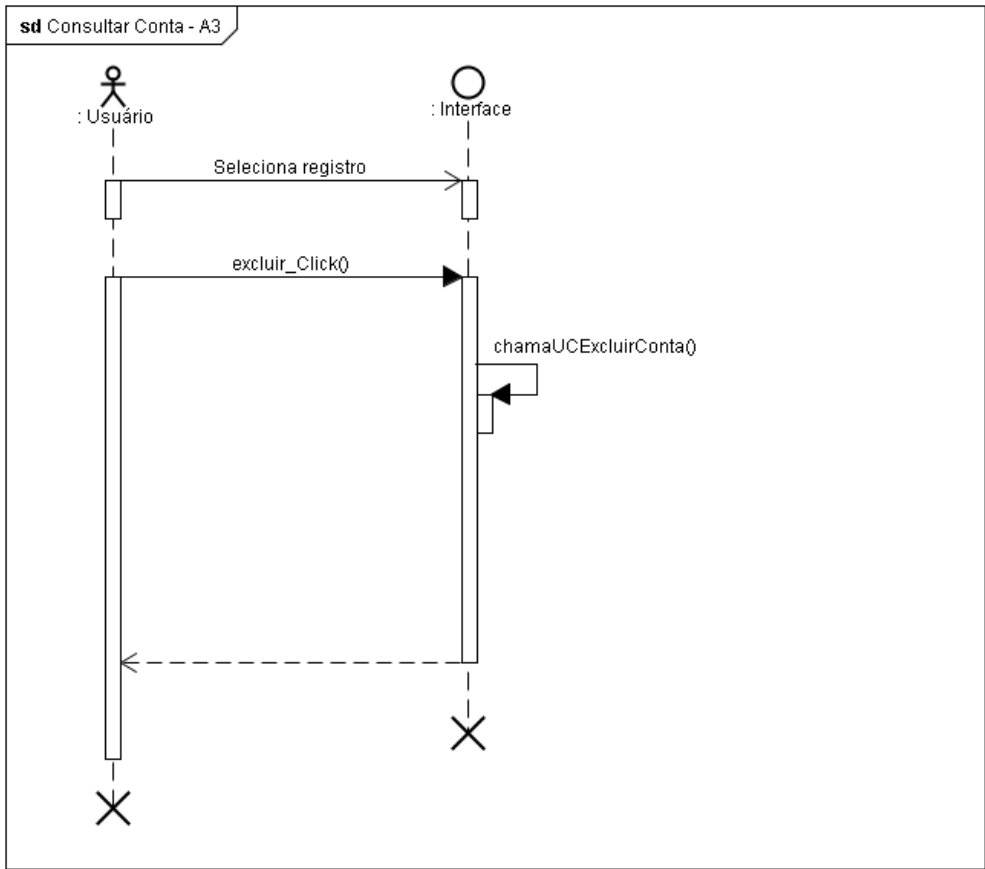 sd Consultar Conta - A3
: Usuário
: Interface
Seleciona registro
excluir_Click()
chamaUCExcluirConta()